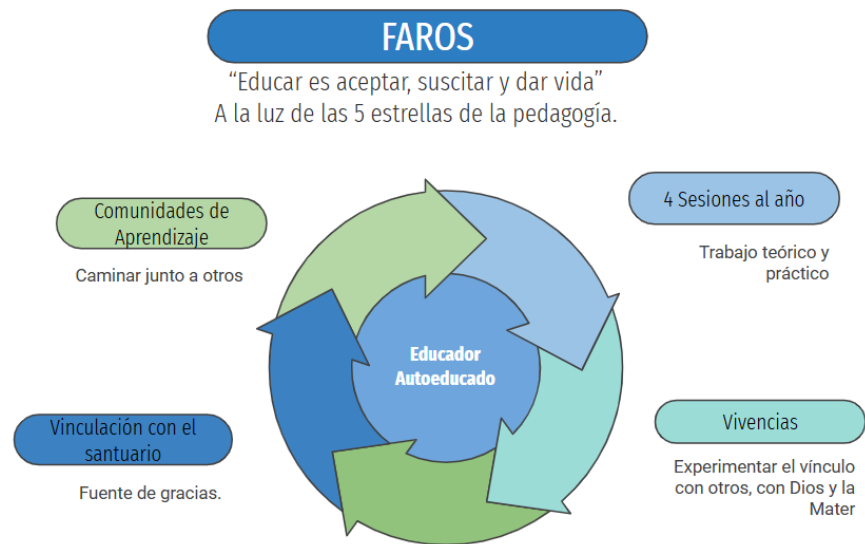 FAROS
“Educar es aceptar, suscitar y dar vida”
A la luz de las 5 estrellas de la pedagogía.
Comunidades de
Aprendizaje
Caminar junto a otros
4 Sesiones al año
Trabajo teórico y
práctico
Educador
Autoeducado
Vinculación con el
santuario
Fuente de gracias.
Vivencias
Experimentar el vínculo
con otros, con Dios y la
Mater